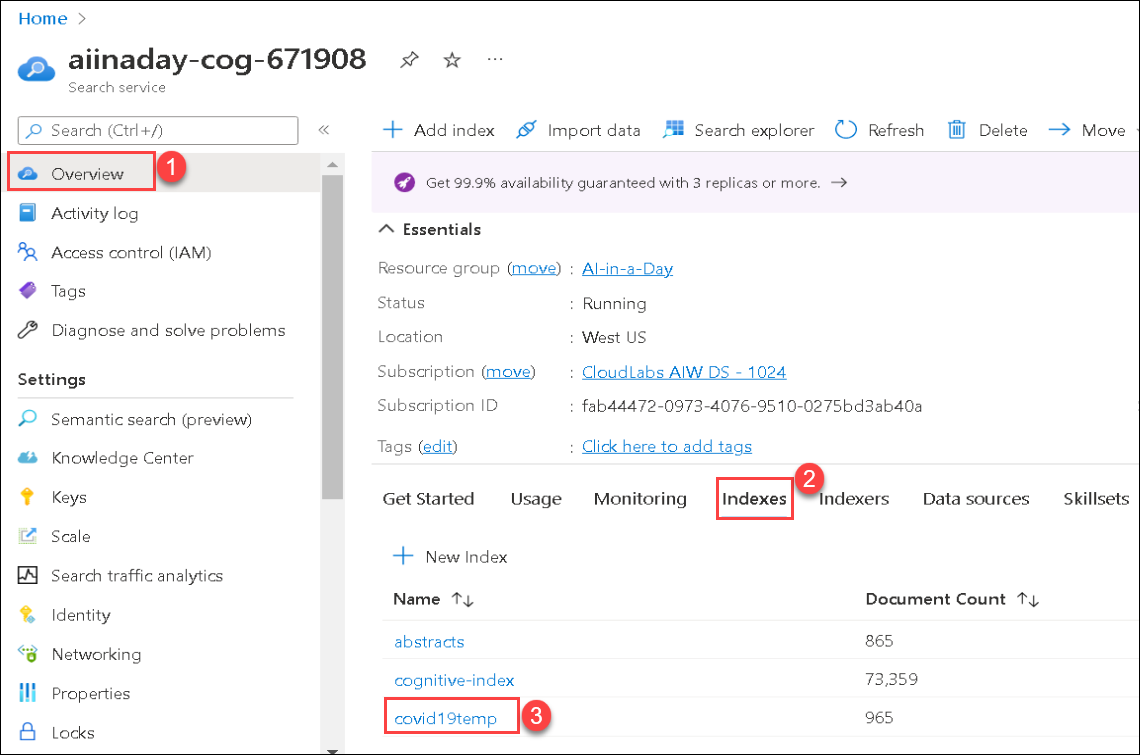 Home >
aiinaday-cog-671908 ...
Search service
Search (Ctrl+/) «
Overview 1
Activity log
Access control (IAM)
Tags
Diagnose and solve problems
Settings
Semantic search (preview)
Knowledge Center
Keys
Scale
Search traffic analytics
Identity
Networking
Properties
Locks
+ Add index Import data Search explorer Refresh Delete → Move
Get 99.9% availability guaranteed with 3 replicas or more. →
Essentials
Resource group (move) : AI-in-a-Day
Status : Running
Location : West US
Subscription (move) : CloudLabs AIW DS - 1024
Subscription ID : fab44472-0973-4076-9510-0275bd3ab40a
Tags (edit) : Click here to add tags
Get Started Usage Monitoring Indexes 2 Indexers Data sources Skillsets
+ New Index
Name ↑↓ Document Count ↑↓
abstracts 865
cognitive-index 73,359
covid19temp 3 965